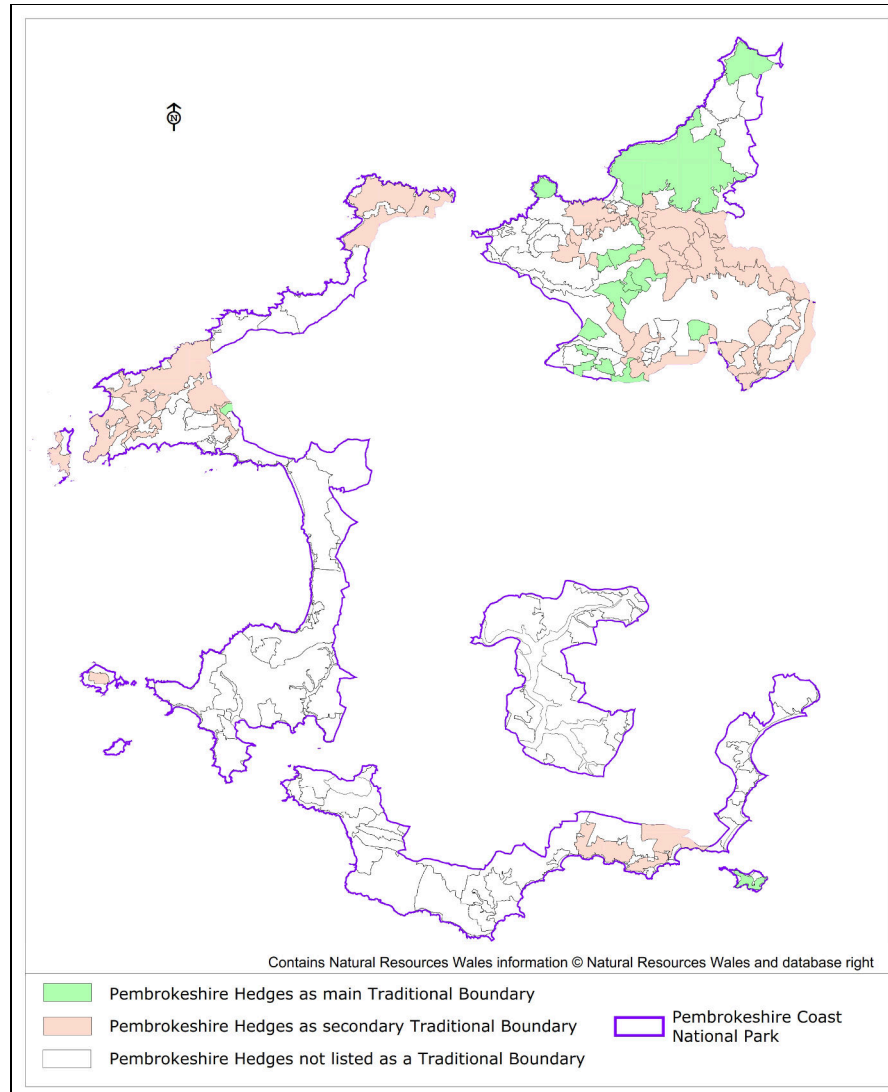 N
Contains Natural Resources Wales information © Natural Resources Wales and database right
Pembrokeshire Hedges as main Traditional Boundary
Pembrokeshire Hedges as secondary Traditional Boundary
Pembrokeshire Hedges not listed as a Traditional Boundary
Pembrokeshire Coast
National Park